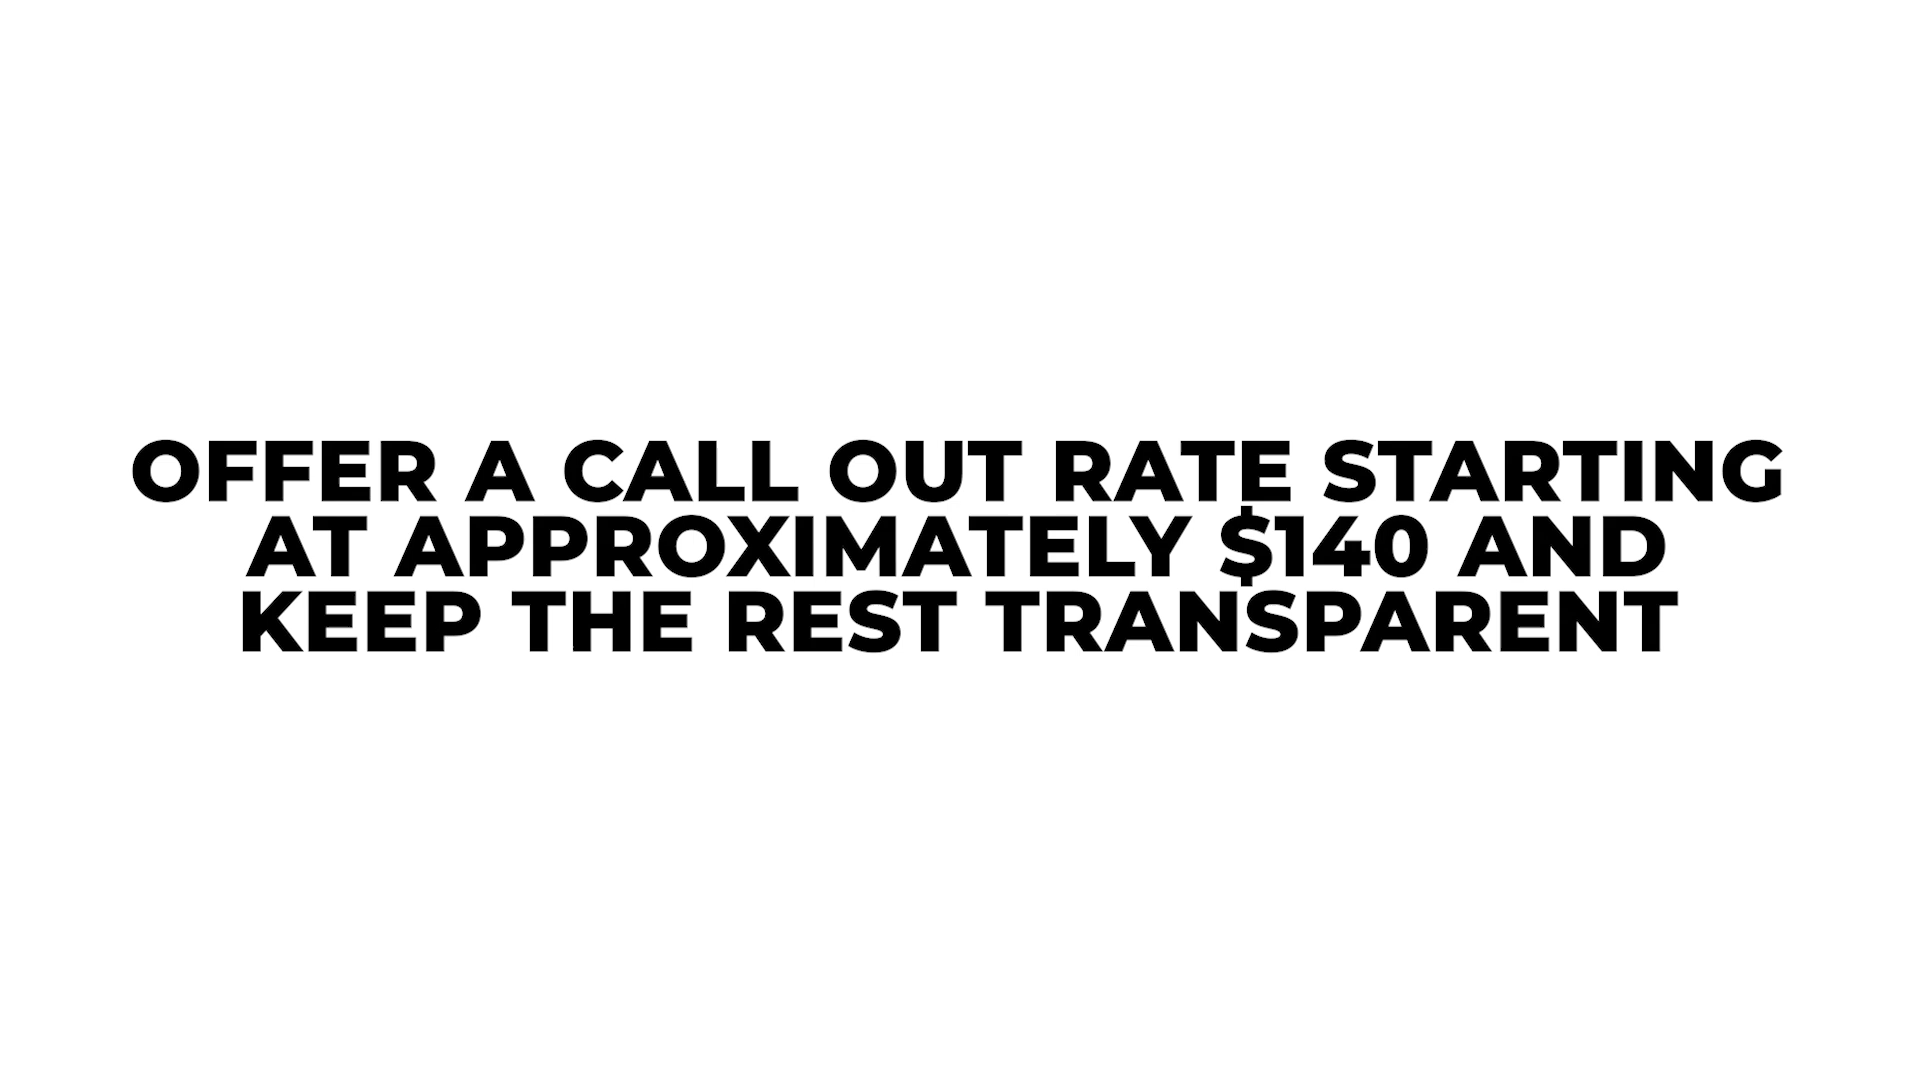 OFFER A CALL OUT RATE STARTING
AT APPROXIMATELY $140 AND
KEEP THE REST TRANSPARENT